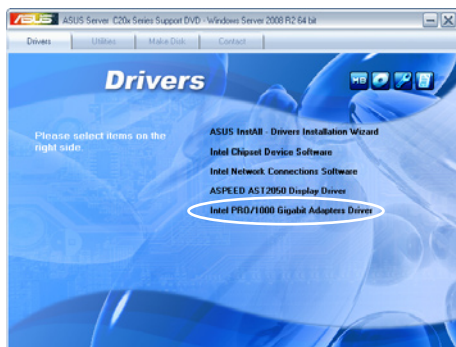 ASUS ASUS Server C20x Series Support DVD - Windows Server 2008 R2 64 bit
Drivers Utilities Make Disk Contact
Drivers
Please select items on the
right side.
ASUS InstAll - Drivers Installation Wizard
Intel Chipset Device Software
Intel Network Connections Software
ASPEED AST2050 Display Driver
Intel PRO/1000 Gigabit Adapters Driver